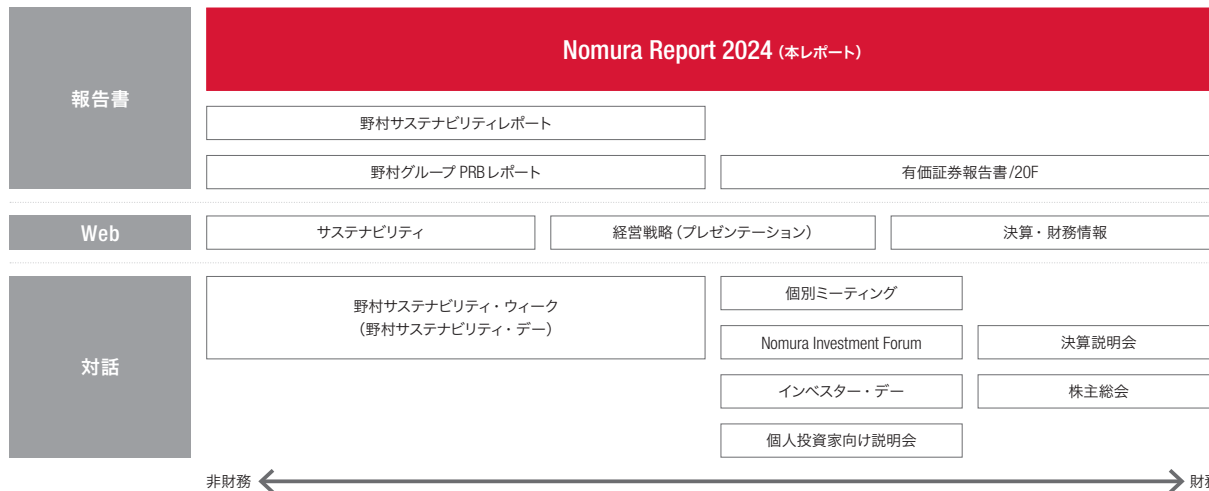 報告書
Nomura Report 2024 (本レポート)
野村サステナビリティレポート
野村グループ PRBレポート
有価証券報告書/20F
Web
サステナビリティ
経営戦略(プレゼンテーション)
決算・財務情報
対話
野村サステナビリティ・ウィーク
(野村サステナビリティ・デー)
個別ミーティング
Nomura Investment Forum
決算説明会
インベスター・デー
株主総会
個人投資家向け説明会
非財務
財務